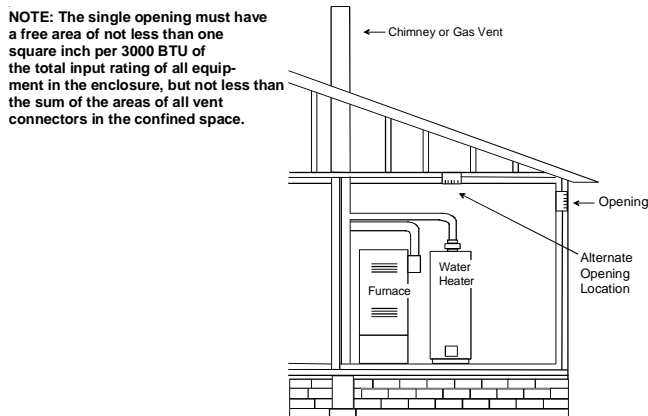 NOTE: The single opening must have
a free area of not less than one
square inch per 3000 BTU of
the total input rating of all equip-
ment in the enclosure, but not less than
the sum of the areas of all vent
connectors in the confined space.
Chimney or Gas Vent
Opening
Alternate
Opening
Location
Water
Heater
Furnace